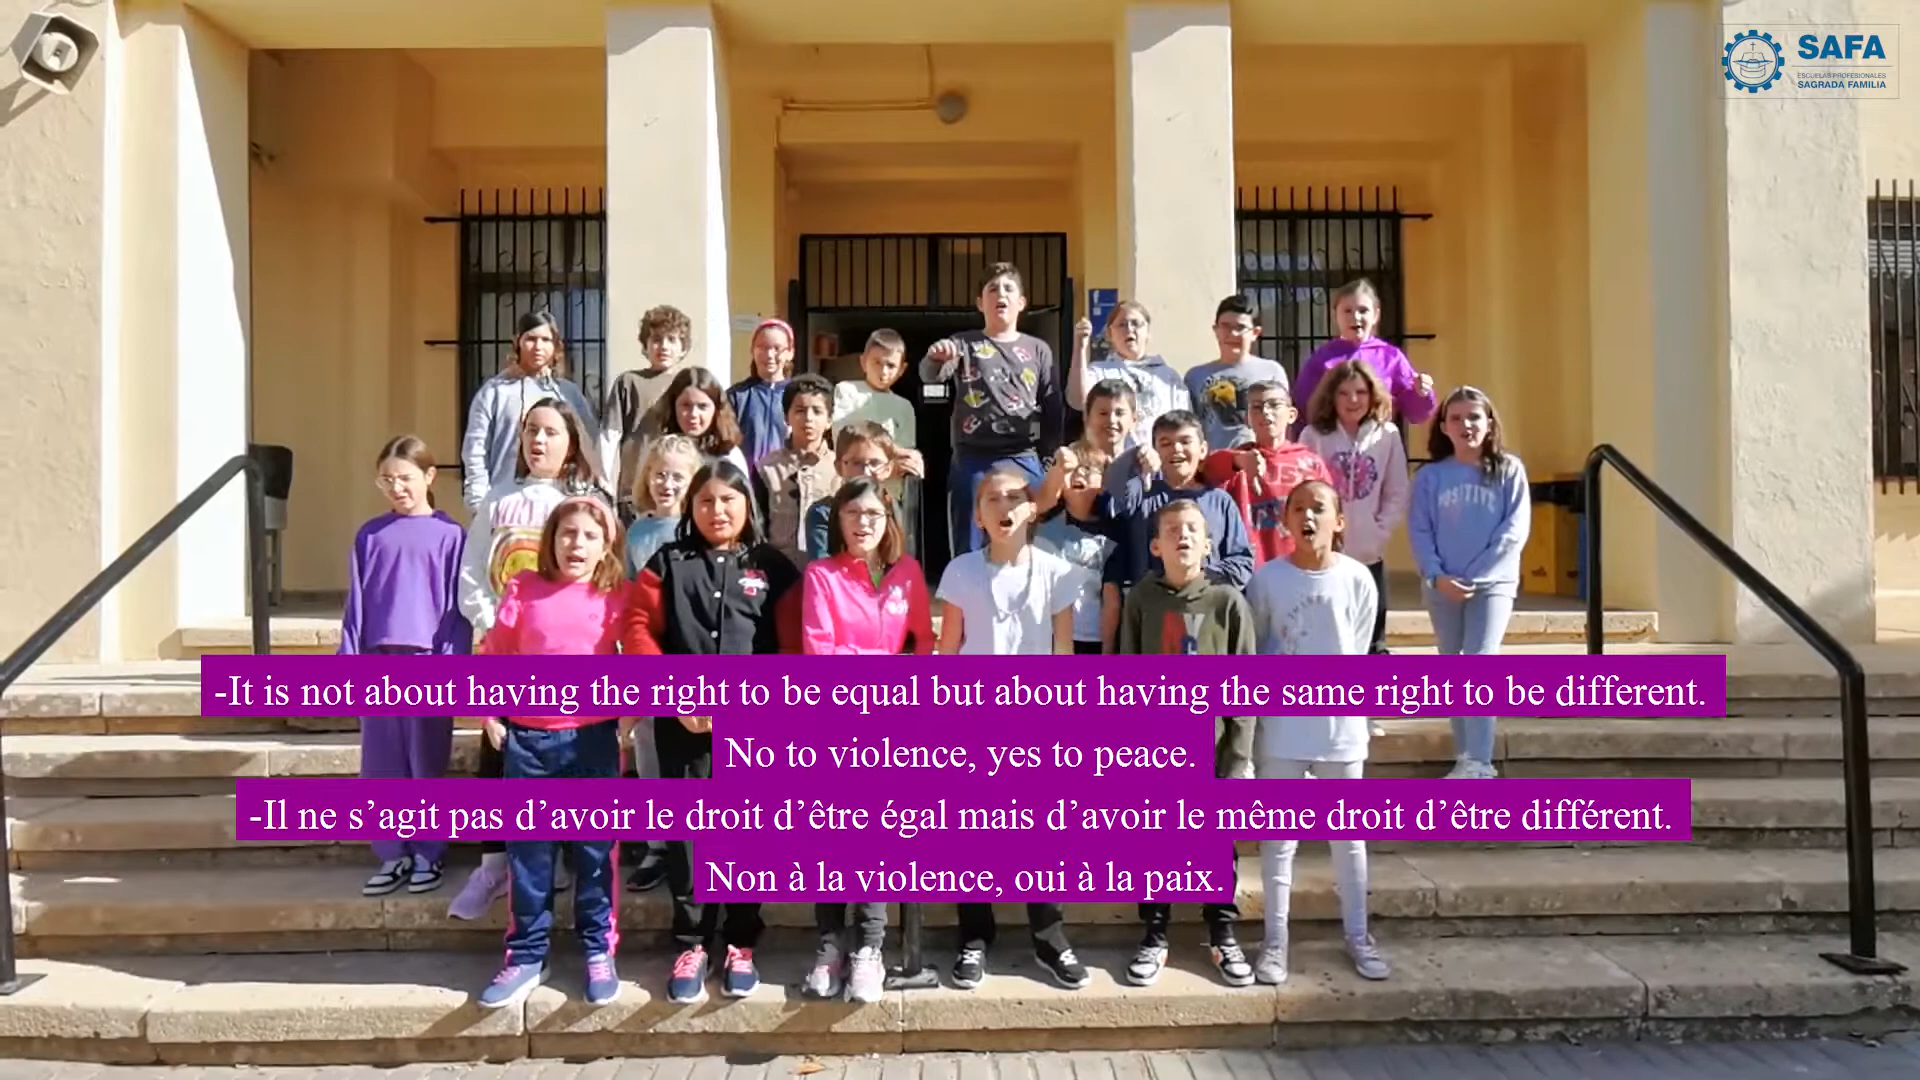 SAFA
ESCUELAS PROFESIONALES
SAGRADA FAMILIA
POSITIVE
-It is not about having the right to be equal but about having the same right to be different.
No to violence, yes to peace.
-Il ne s’agit pas d’avoir le droit d’être égal mais d’avoir le même droit d’être différent.
Non à la violence, oui à la paix.